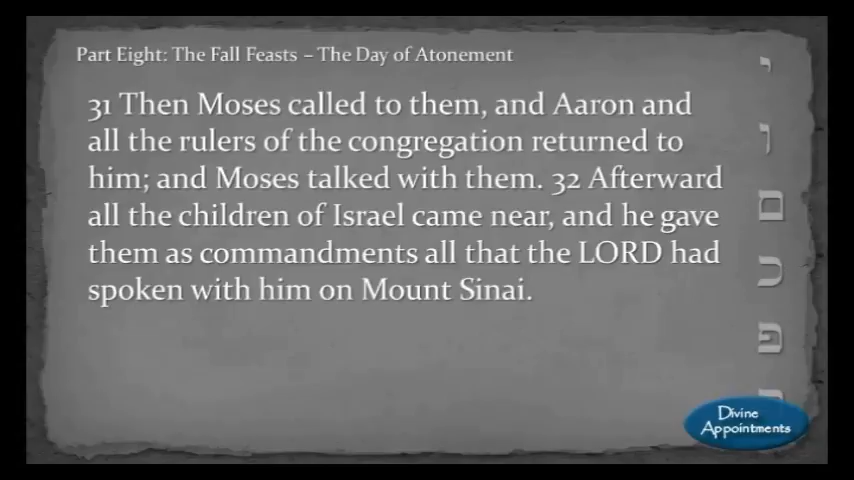 Part Eight: The Fall Feasts – The Day of Atonement
31 Then Moses called to them, and Aaron and
all the rulers of the congregation returned to
him; and Moses talked with them. 32 Afterward
all the children of Israel came near, and he gave
them as commandments all that the LORD had
spoken with him on Mount Sinai.
י
ו
ם
כ
פ
Divine
Appointments